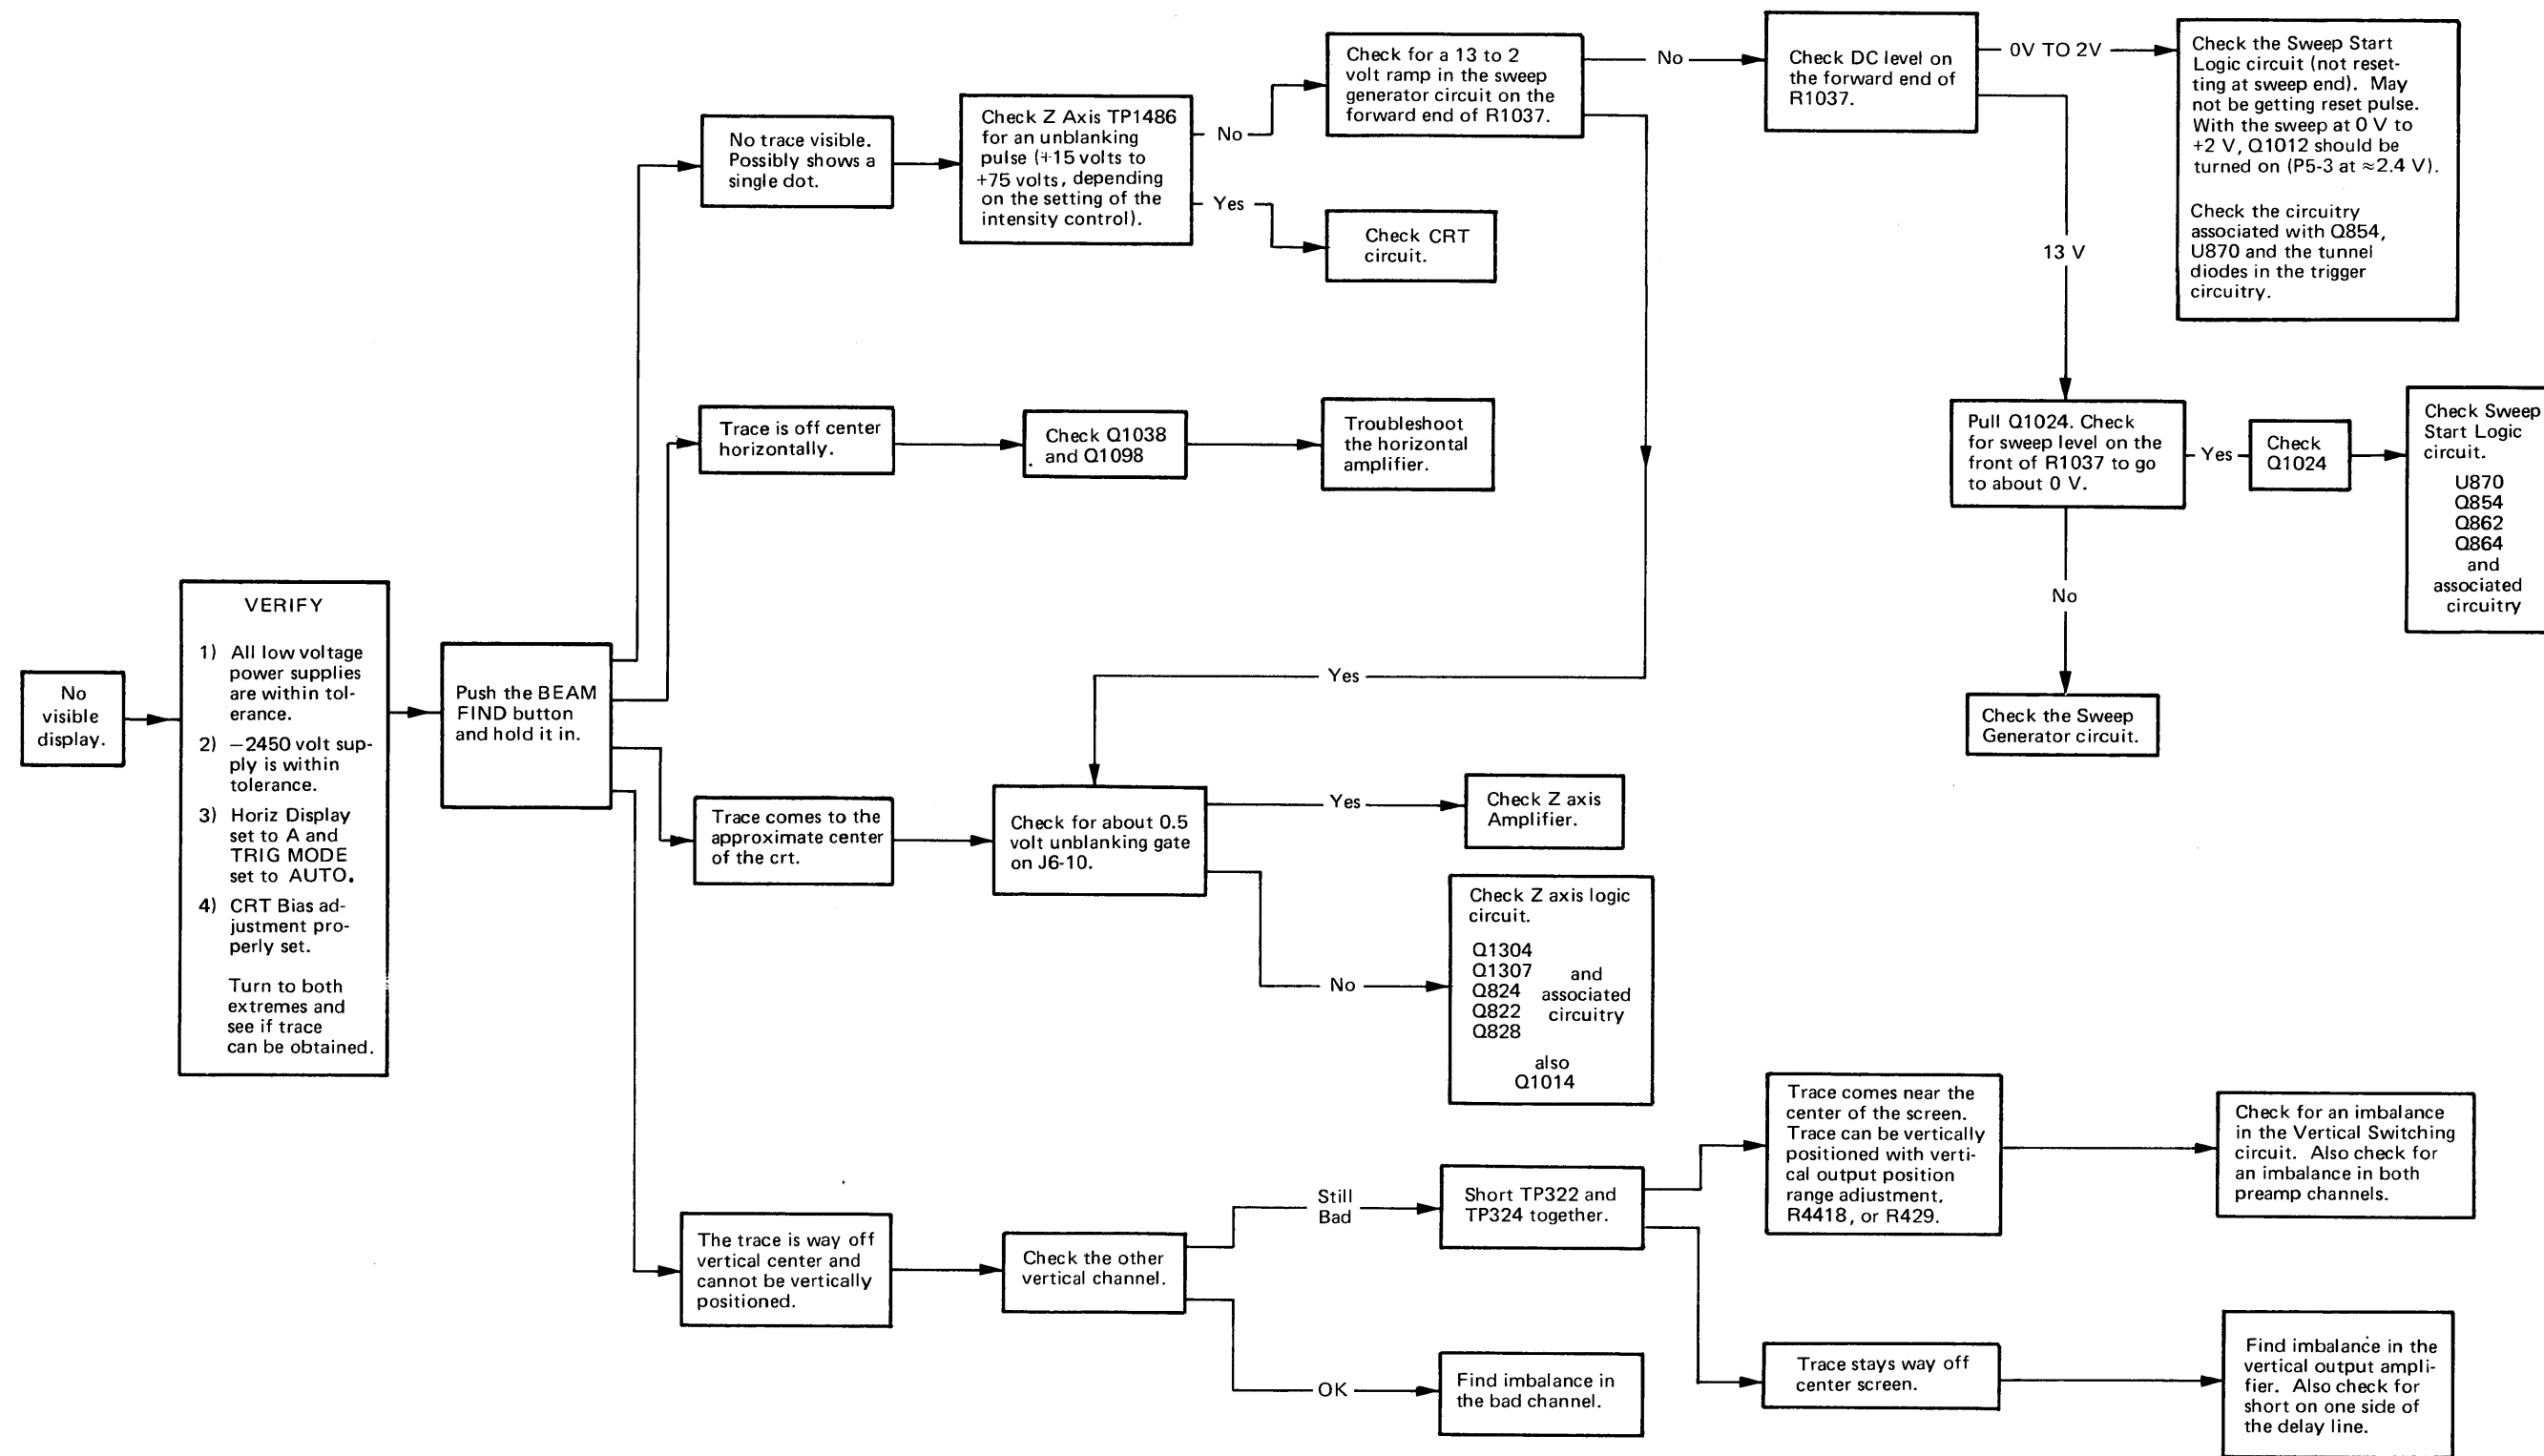 No
visible
display.
VERIFY
1) All low voltage
power supplies
are within tol-
erance.
2) −2450 volt sup-
ply is within
tolerance.
3) Horiz Display
set to A and
TRIG MODE
set to AUTO.
4) CRT Bias ad-
justment pro-
perly set.
Turn to both
extremes and
see if trace
can be obtained.
Push the BEAM
FIND button
and hold it in.
No trace visible.
Possibly shows a
single dot.
Check Z Axis TP1486
for an unblanking
pulse (+15 volts to
+75 volts, depending
on the setting of the
intensity control).
No
Yes
Check for a 13 to 2
volt ramp in the sweep
generator circuit on the
forward end of R1037.
Check CRT
circuit.
No
Check DC level on
the forward end of
R1037.
0V TO 2V
13 V
Check the Sweep Start
Logic circuit (not reset-
ting at sweep end). May
not be getting reset pulse.
With the sweep at 0 V to
+2 V, Q1012 should be
turned on (P5-3 at ≈2.4 V).
Check the circuitry
associated with Q854,
U870 and the tunnel
diodes in the trigger
circuitry.
Pull Q1024. Check
for sweep level on the
front of R1037 to go
to about 0 V.
Yes
Check
Q1024
Check Sweep
Start Logic
circuit.
U870
Q854
Q862
Q864
and
associated
circuitry
No
Check the Sweep
Generator circuit.
Trace is off center
horizontally.
Check Q1038
and Q1098
Troubleshoot
the horizontal
amplifier.
Yes
Trace comes to the
approximate center
of the crt.
Check for about 0.5
volt unblanking gate
on J6-10.
Yes
Check Z axis
Amplifier.
No
Check Z axis logic
circuit.
Q1304
Q1307
Q824
Q822
Q828
and
associated
circuitry
also
Q1014
The trace is way off
vertical center and
cannot be vertically
positioned.
Check the other
vertical channel.
Still
Bad
Short TP322 and
TP324 together.
OK
Find imbalance in
the bad channel.
Trace comes near the
center of the screen.
Trace can be vertically
positioned with verti-
cal output position
range adjustment,
R4418, or R429.
Check for an imbalance
in the Vertical Switching
circuit. Also check for
an imbalance in both
preamp channels.
Trace stays way off
center screen.
Find imbalance in the
vertical output ampli-
fier. Also check for
short on one side of
the delay line.